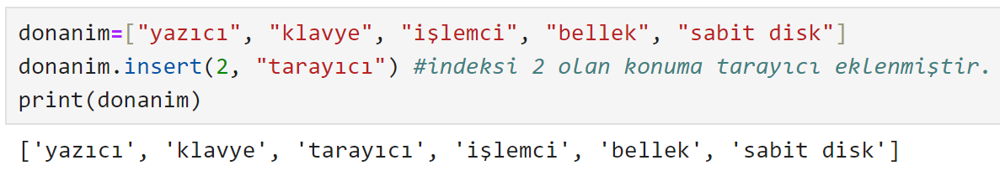 donanim=["yazıcı", "klavye", "işlemci", "bellek", "sabit disk"]
donanim.insert(2, "tarayıcı") #indeksi 2 olan konuma tarayıcı eklenmiştir.
print(donanim)
['yazıcı', 'klavye', 'tarayıcı', 'işlemci', 'bellek', 'sabit disk']